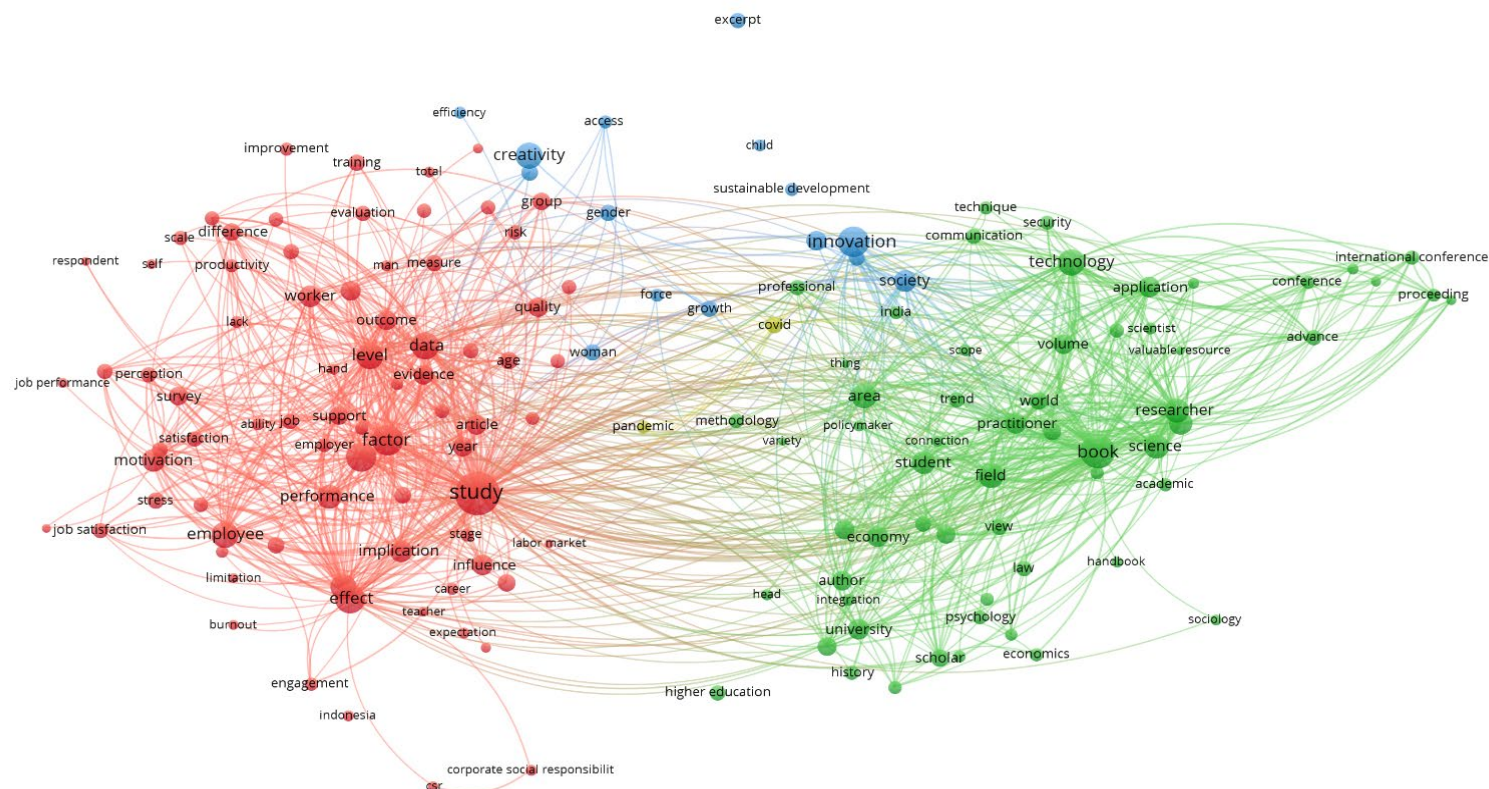 excerpt
efficiency
access
child
improvement
training
total
creativity
sustainable development
scale
difference
evaluation
group
risk
gender
technique
security
communication
innovation
technology
international conference
respondent
self
productivity
man
measure
worker
quality
force
growth
professional
society
india
application
conference
proceeding
lack
outcome
covid
scientist
advance
volume
valuable resource
level
data
age
woman
thing
scope
job performance
perception
hand
evidence
survey
area
trend
world
researcher
ability
job
support
article
pandemic
methodology
policymaker
practitioner
satisfaction
employer
factor
year
variety
connection
book
science
motivation
student
field
academic
stress
performance
study
job satisfaction
employee
stage
labor market
economy
view
implication
influence
law
handbook
limitation
career
author
head
integration
effect
teacher
burnout
expectation
university
psychology
sociology
history
scholar
economics
engagement
higher education
indonesia
corporate social responsibilit
csr